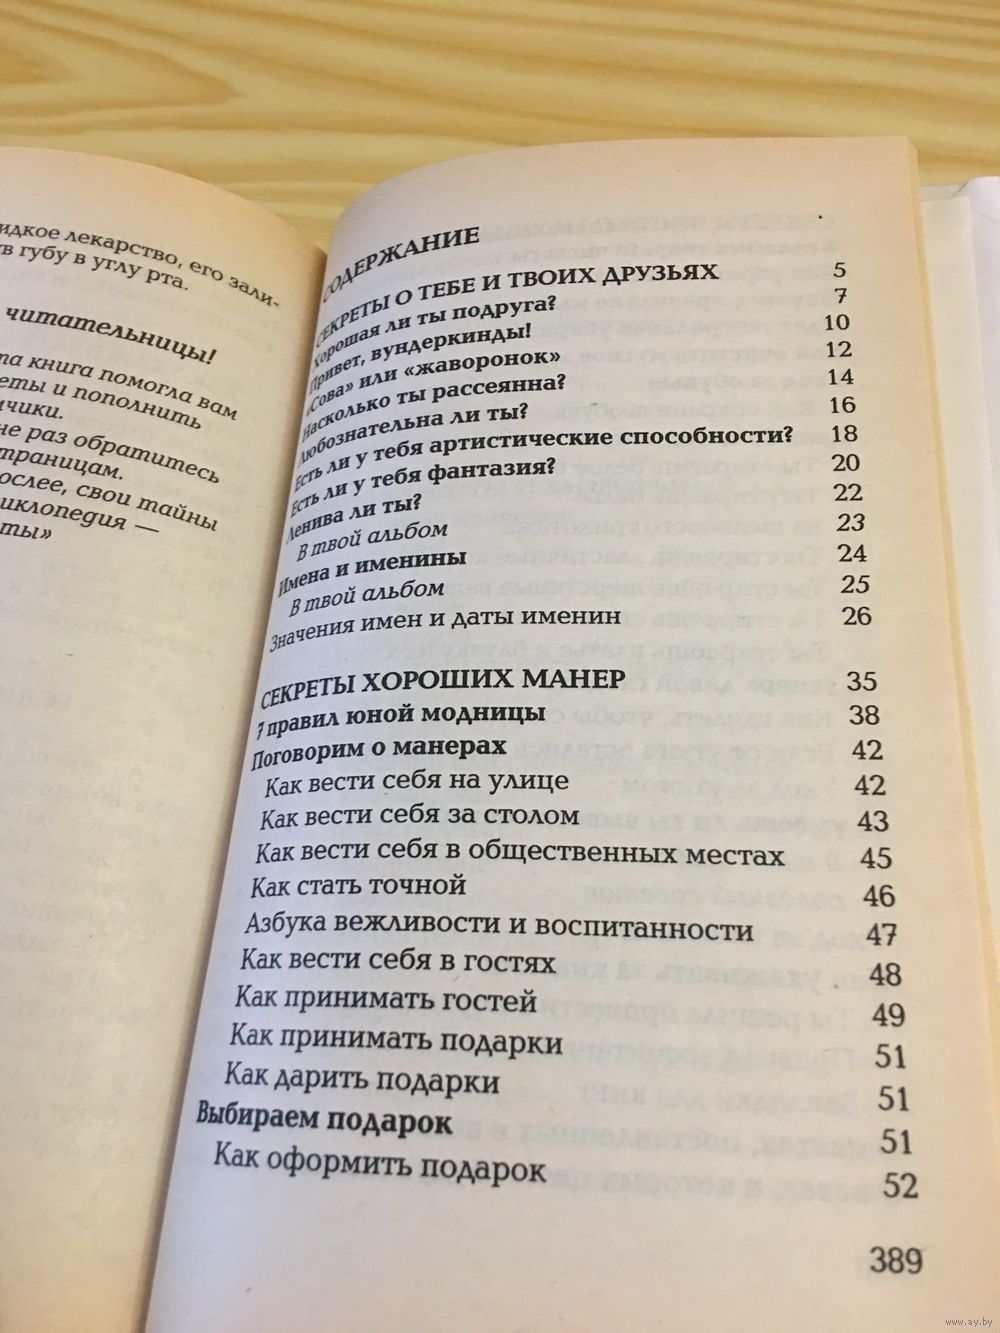 идкое лекарство, его зали-
в губу в углу рта.
читательницы!
та книга помогла вам
еты и пополнить
чики.
не раз обратитесь
траницам.
ослее, свои тайны
иклопедия —
ты»
СОДЕРЖАНИЕ
СЕКРЕТЫ О ТЕБЕ И ТВОИХ ДРУЗЬЯХ 5
Хорошая ли ты подруга? 7
Привет, вундеркинды! 10
«Сова» или «жаворонок» 12
Насколько ты рассеянна? 14
Любознательна ли ты? 16
Есть ли у тебя артистические способности? 18
Есть ли у тебя фантазия? 20
Ленива ли ты? 22
В твой альбом 23
Имена и именины 24
В твой альбом 25
Значения имен и даты именин 26
СЕКРЕТЫ ХОРОШИХ МАНЕР 35
7 правил юной модницы 38
Поговорим о манерах 42
Как вести себя на улице 42
Как вести себя за столом 43
Как вести себя в общественных местах 45
Как стать точной 46
Азбука вежливости и воспитанности 47
Как вести себя в гостях 48
Как принимать гостей 49
Как принимать подарки 51
Как дарить подарки 51
Выбираем подарок 51
Как оформить подарок 52
389
www.ay.by